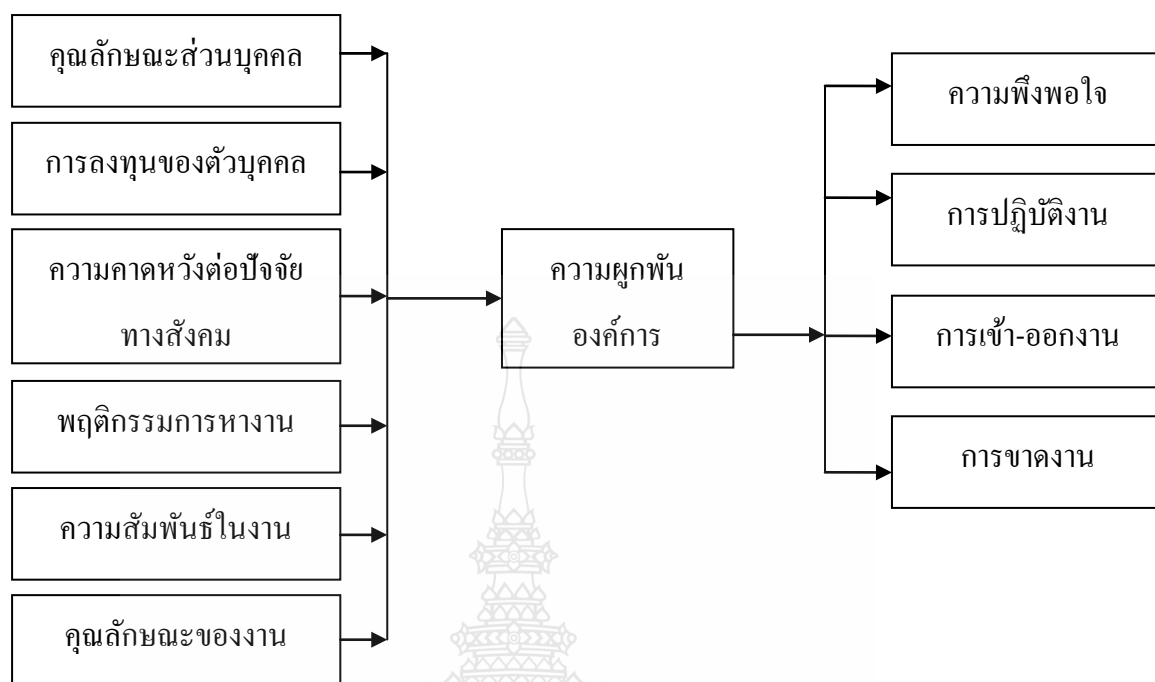 คุณลักษณะส่วนบุคคล
การลงทุนของตัวบุคคล
ความคาดหวังต่อปัจจัย
ทางสังคม
พฤติกรรมการหางาน
ความสัมพันธ์ในงาน
คุณลักษณะของงาน
ความผูกพัน
องค์การ
ความพึงพอใจ
การปฏิบัติงาน
การเข้า-ออกงาน
การขาดงาน